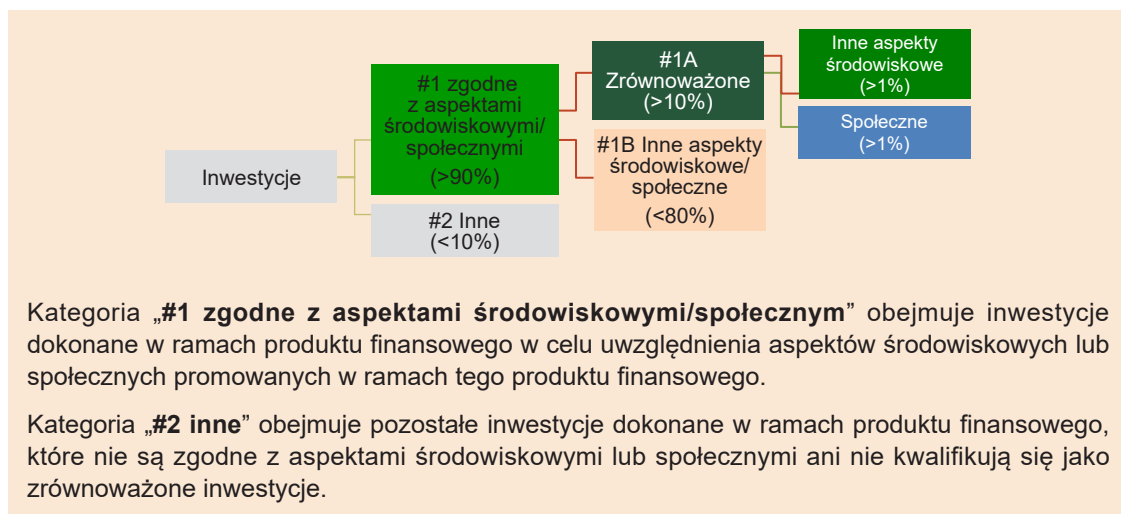 Inwestycje
#1 zgodne
z aspektami
środowiskowymi/
społecznymi
(>90%)
#2 Inne
(<10%)
#1A
Zrównoważone
(>10%)
#1B Inne aspekty
środowiskowe/
społeczne
(<80%)
Inne aspekty
środowiskowe
(>1%)
Społeczne
(>1%)
Kategoria „#1 zgodne z aspektami środowiskowymi/społecznym” obejmuje inwestycje
dokonane w ramach produktu finansowego w celu uwzględnienia aspektów środowiskowych lub
społecznych promowanych w ramach tego produktu finansowego.
Kategoria „#2 inne” obejmuje pozostałe inwestycje dokonane w ramach produktu finansowego,
które nie są zgodne z aspektami środowiskowymi lub społecznymi ani nie kwalifikują się jako
zrównoważone inwestycje.